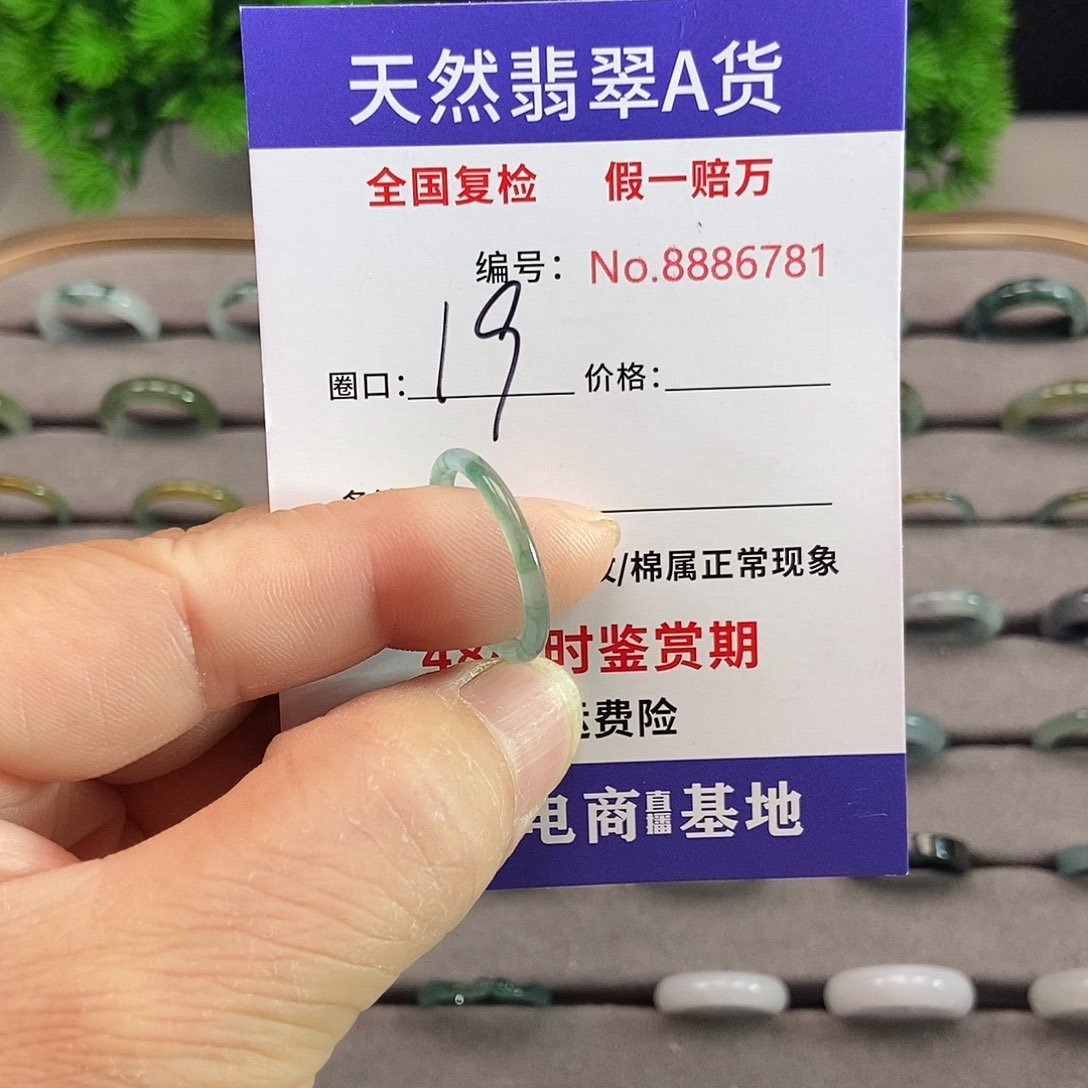 天然翡翠A货
全国复检 假一赔万
编号：No.8886781
圈口：19 价格：
/棉属正常现象
48 时鉴赏期
运费险
电商直播基地